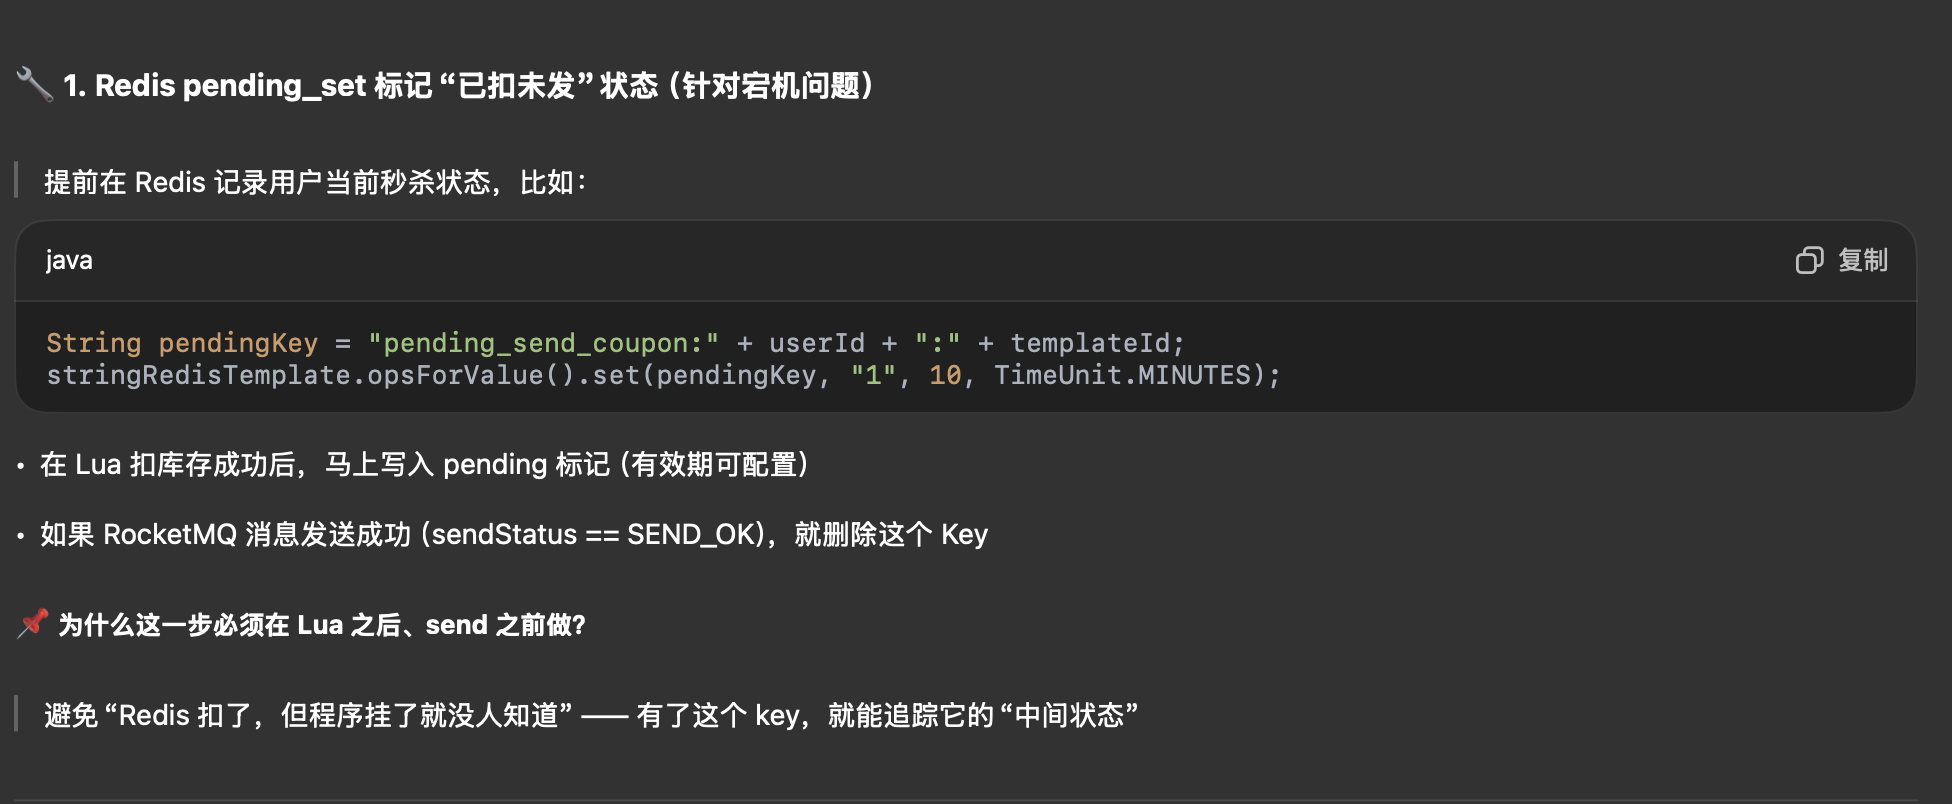 🔧 1. Redis pending_set 标记 “已扣未发” 状态（针对宕机问题）
提前在 Redis 记录用户当前秒杀状态，比如：
java
复制
String pendingKey = "pending_send_coupon:" + userId + ":" + templateId;
stringRedisTemplate.opsForValue().set(pendingKey, "1", 10, TimeUnit.MINUTES);
• 在 Lua 扣库存成功后，马上写入 pending 标记（有效期可配置）
• 如果 RocketMQ 消息发送成功（sendStatus == SEND_OK），就删除这个 Key
📌 为什么这一步必须在 Lua 之后、send 之前做？
避免 “Redis 扣了，但程序挂了就没人知道” —— 有了这个 key，就能追踪它的 “中间状态”